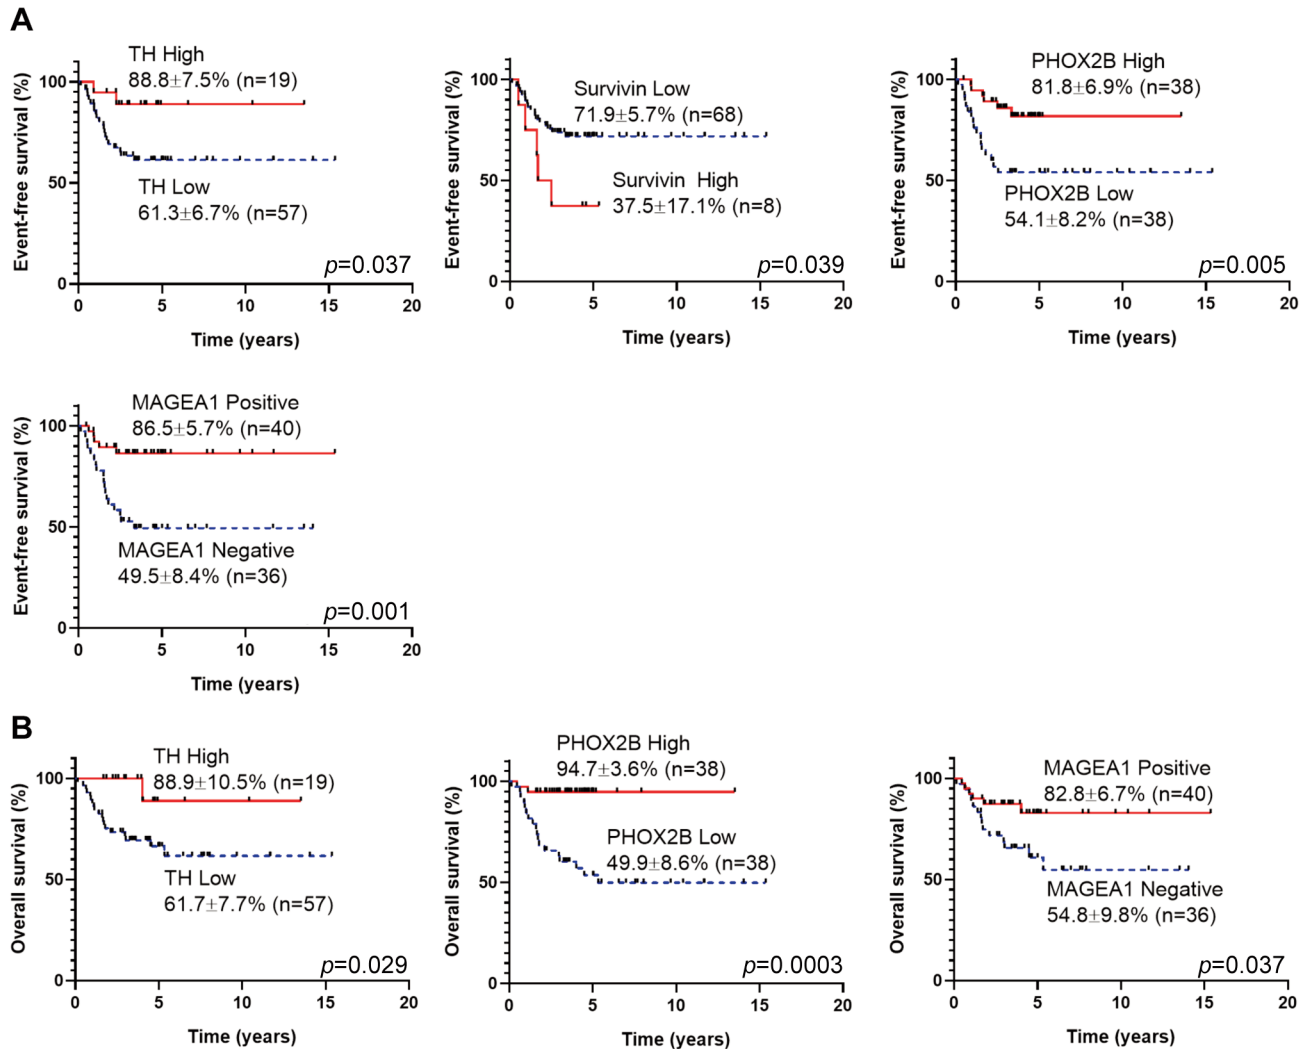 A
TH High
88.8±7.5% (n=19)
TH Low
61.3±6.7% (n=57)
p=0.037
Event-free survival (%)
100
50
0
0 5 10 15 20
Time (years)
Survivin Low
71.9±5.7% (n=68)
Survivin High
37.5±17.1% (n=8)
p=0.039
Event-free survival (%)
100
50
0
0 5 10 15 20
Time (years)
PHOX2B High
81.8±6.9% (n=38)
PHOX2B Low
54.1±8.2% (n=38)
p=0.005
Event-free survival (%)
100
50
0
0 5 10 15 20
Time (years)
MAGEA1 Positive
86.5±5.7% (n=40)
MAGEA1 Negative
49.5±8.4% (n=36)
p=0.001
Event-free survival (%)
100
50
0
0 5 10 15 20
Time (years)
B
TH High
88.9±10.5% (n=19)
TH Low
61.7±7.7% (n=57)
p=0.029
Overall survival (%)
100
50
0
0 5 10 15 20
Time (years)
PHOX2B High
94.7±3.6% (n=38)
PHOX2B Low
49.9±8.6% (n=38)
p=0.0003
Overall survival (%)
100
50
0
0 5 10 15 20
Time (years)
MAGEA1 Positive
82.8±6.7% (n=40)
MAGEA1 Negative
54.8±9.8% (n=36)
p=0.037
Overall survival (%)
100
50
0
0 5 10 15 20
Time (years)